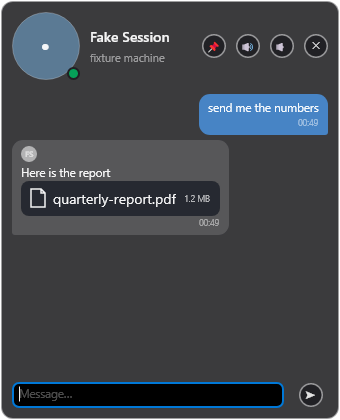 Fake Session
fixture machine
send me the numbers
00:49
PS
Here is the report
quarterly-report.pdf 1.2 MB
00:49
Message...